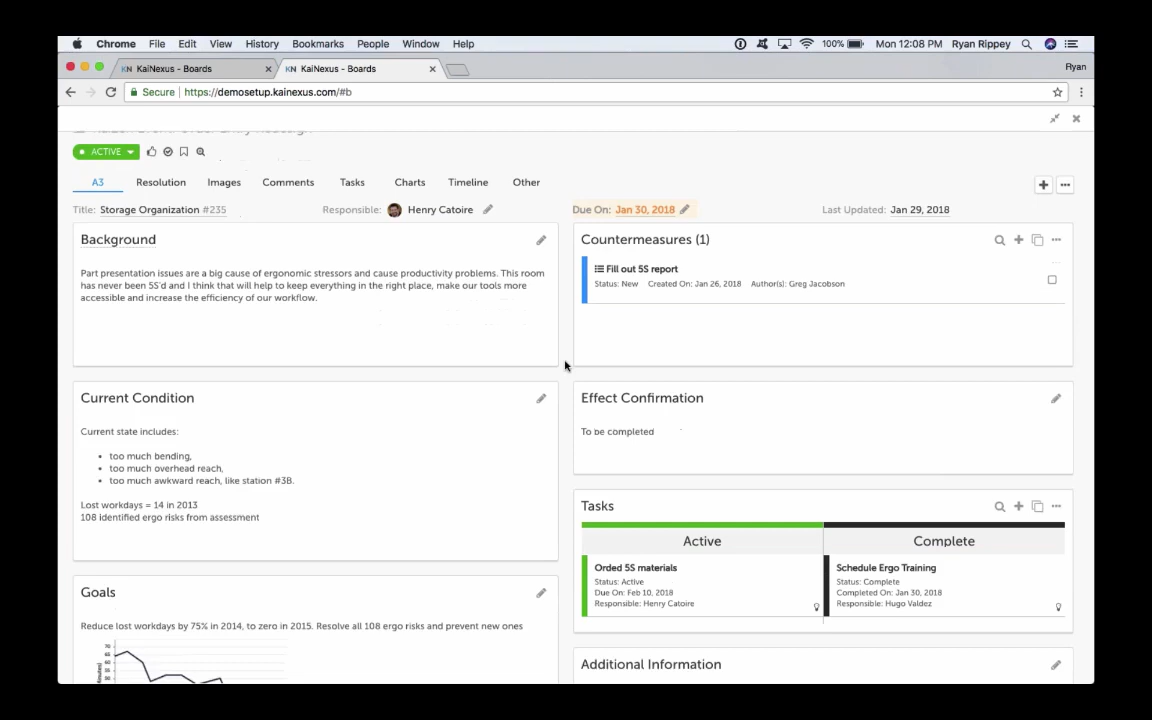 Chrome File Edit View History Bookmarks People Window Help 100% Mon 12:08 PM Ryan Rippey
KN KaiNexus - Boards × KN KaiNexus - Boards × Ryan
Secure | https://demosetup.kainexus.com/#b
ACTIVE
A3 Resolution Images Comments Tasks Charts Timeline Other
Title: Storage Organization #235 Responsible: Henry Catoire Due On: Jan 30, 2018 Last Updated: Jan 29, 2018
Background
Part presentation issues are a big cause of ergonomic stressors and cause productivity problems. This room
has never been 5S'd and I think that will help to keep everything in the right place, make our tools more
accessible and increase the efficiency of our workflow.
Countermeasures (1)
Fill out 5S report
Status: New Created On: Jan 26, 2018 Author(s): Greg Jacobson
Current Condition
Current state includes:
• too much bending,
• too much overhead reach,
• too much awkward reach, like station #3B.
Lost workdays = 14 in 2013
108 identified ergo risks from assessment
Effect Confirmation
To be completed
Tasks
Active Complete
Orded 5S materials
Status: Active
Due On: Feb 10, 2018
Responsible: Henry Catoire
Schedule Ergo Training
Status: Complete
Completed On: Jan 30, 2018
Responsible: Hugo Valdez
Goals
Reduce lost workdays by 75% in 2014, to zero in 2015. Resolve all 108 ergo risks and prevent new ones
70
65
60
55
50
Additional Information